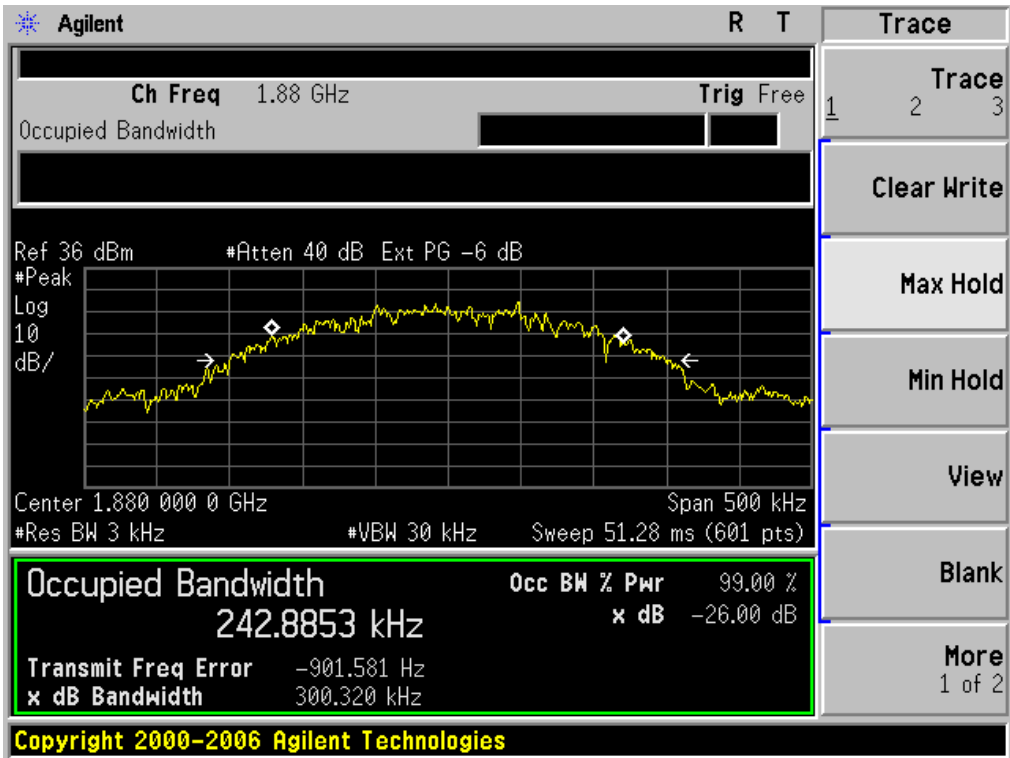 Agilent R T Trace
Ch Freq 1.88 GHz Trig Free
Occupied Bandwidth
Trace
1 2 3
Clear Write
Max Hold
Min Hold
View
Blank
More
1 of 2
Ref 36 dBm #Atten 40 dB Ext PG -6 dB
#Peak
Log
10
dB/
Center 1.880 000 0 GHz Span 500 kHz
#Res BW 3 kHz #VBW 30 kHz Sweep 51.28 ms (601 pts)
Occupied Bandwidth Occ BW % Pwr 99.00 %
242.8853 kHz x dB -26.00 dB
Transmit Freq Error -901.581 Hz
x dB Bandwidth 300.320 kHz
Copyright 2000-2006 Agilent Technologies